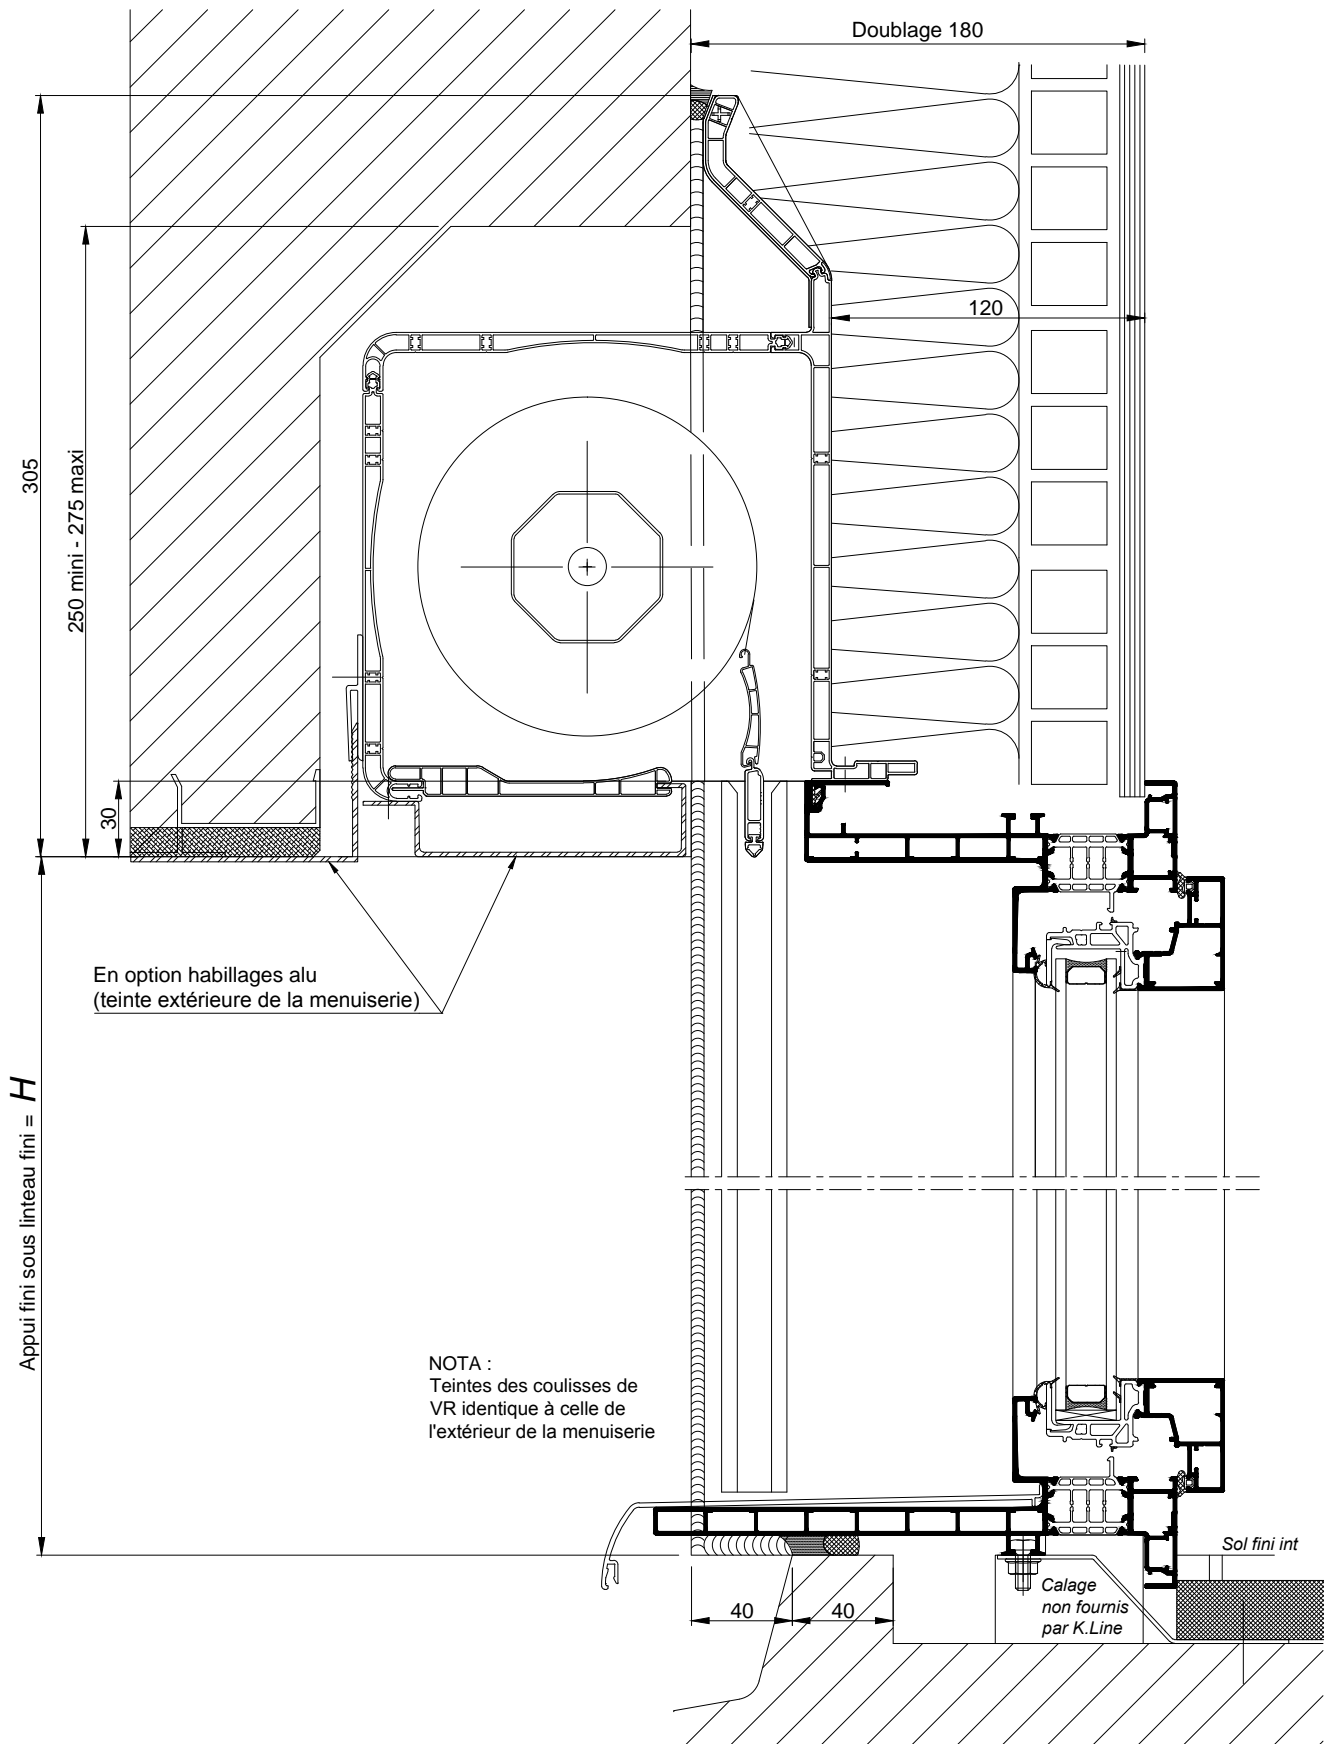 Doublage 180
120
305
250 mini - 275 maxi
30
En option habillages alu
(teinte extérieure de la menuiserie)
Appui fini sous linteau fini = H
NOTA :
Teintes des coulisses de
VR identique à celle de
l'extérieur de la menuiserie
Sol fini int
Calage
non fournis
par K.Line
40
40